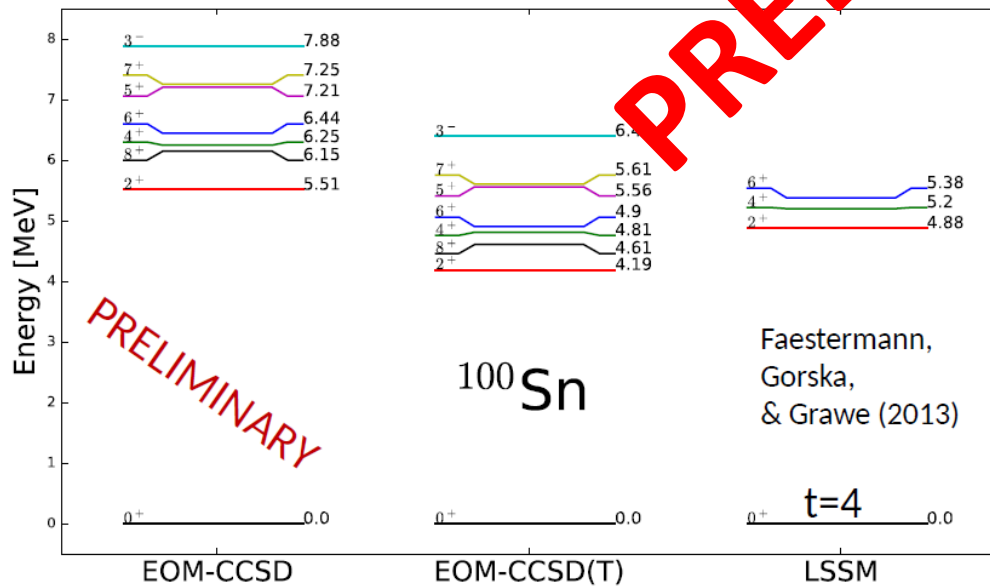 8
7
6
5
4
3
2
1
0
Energy [MeV]
3⁻ 7.88
7⁺ 7.25
5⁺ 7.21
6⁺ 6.44
4⁺ 6.25
8⁺ 6.15
2⁺ 5.51
0⁺ 0.0
PRELIMINARY
EOM-CCSD
3⁻
7⁺ 5.61
5⁺ 5.56
6⁺ 4.9
4⁺ 4.81
8⁺ 4.61
2⁺ 4.19
¹⁰⁰Sn
0⁺ 0.0
EOM-CCSD(T)
6⁺ 5.38
4⁺ 5.2
2⁺ 4.88
Faestermann,
Gorska,
& Grawe (2013)
t=4
0⁺ 0.0
LSSM